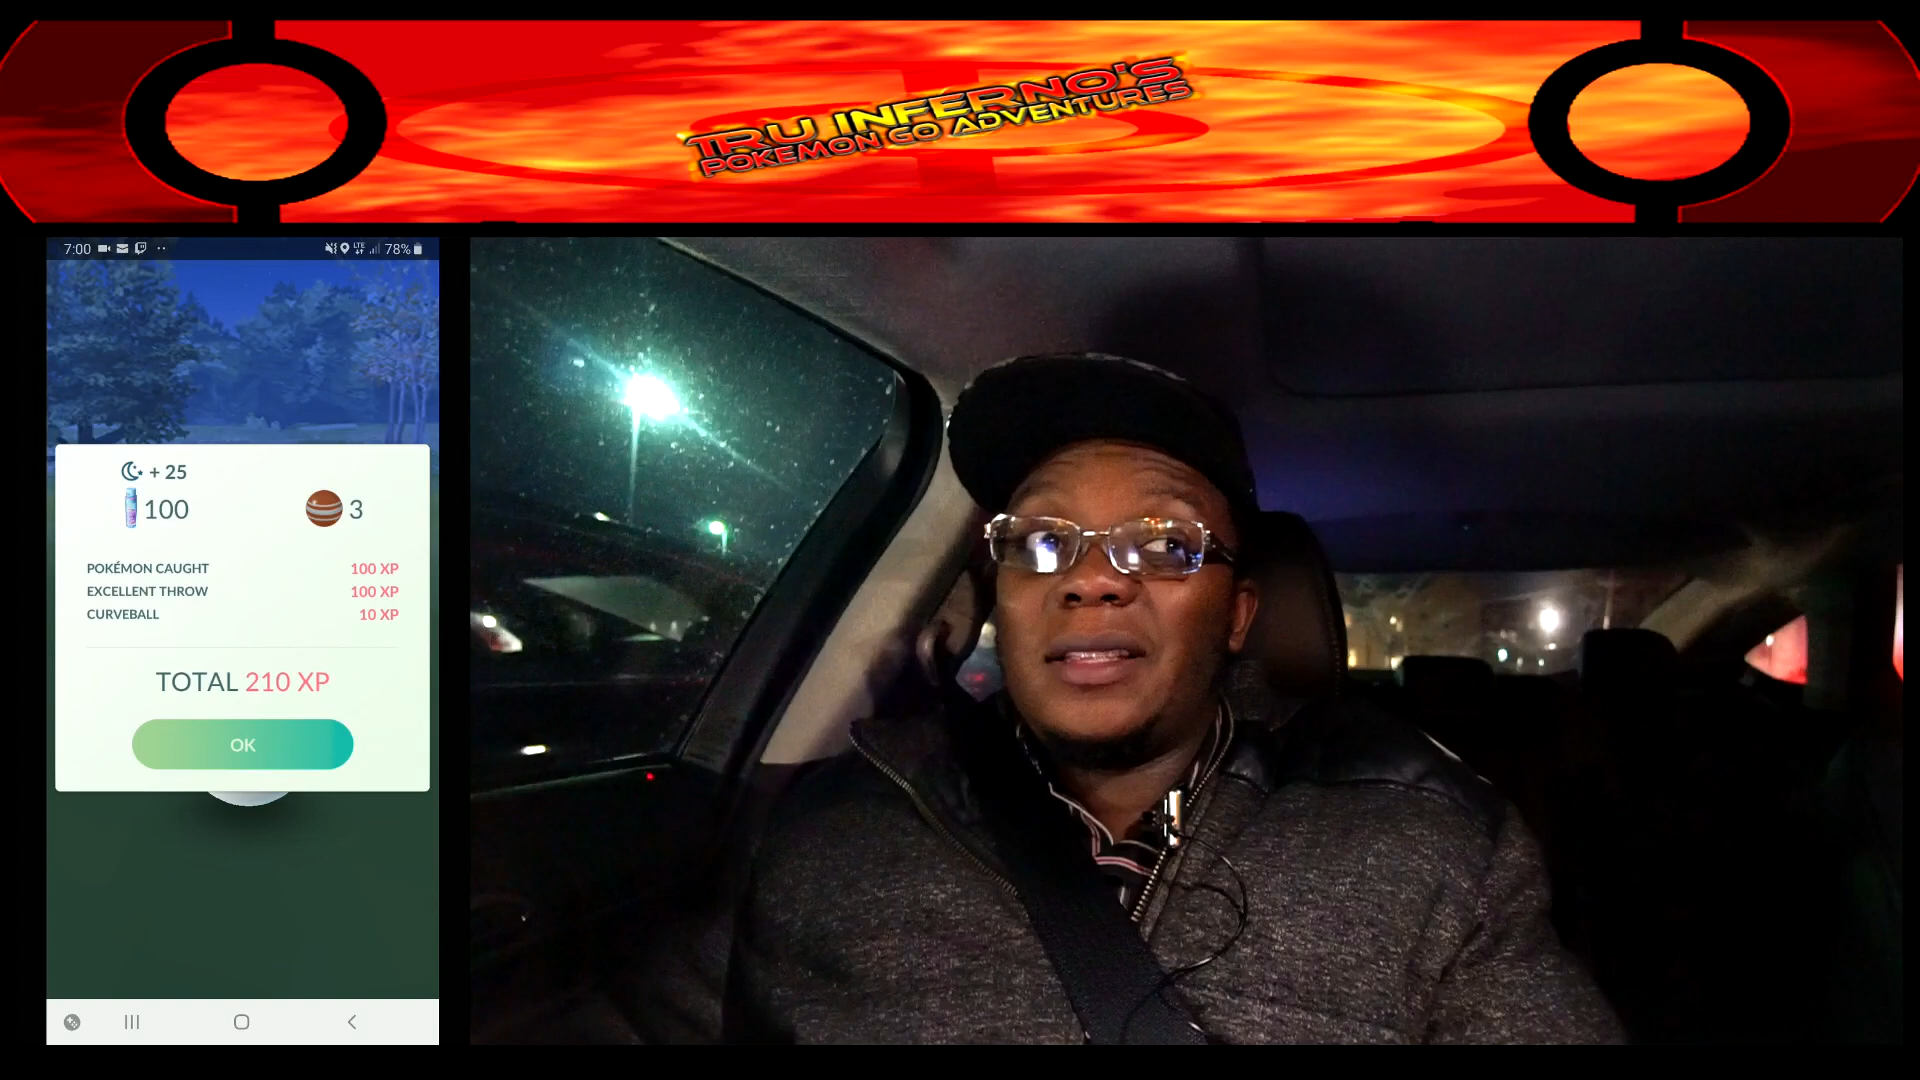 TRU INFERNO'S
POKEMON GO ADVENTURES
7:00
LTE
78%
+ 25
100
3
POKÉMON CAUGHT 100 XP
EXCELLENT THROW 100 XP
CURVEBALL 10 XP
TOTAL 210 XP
OK